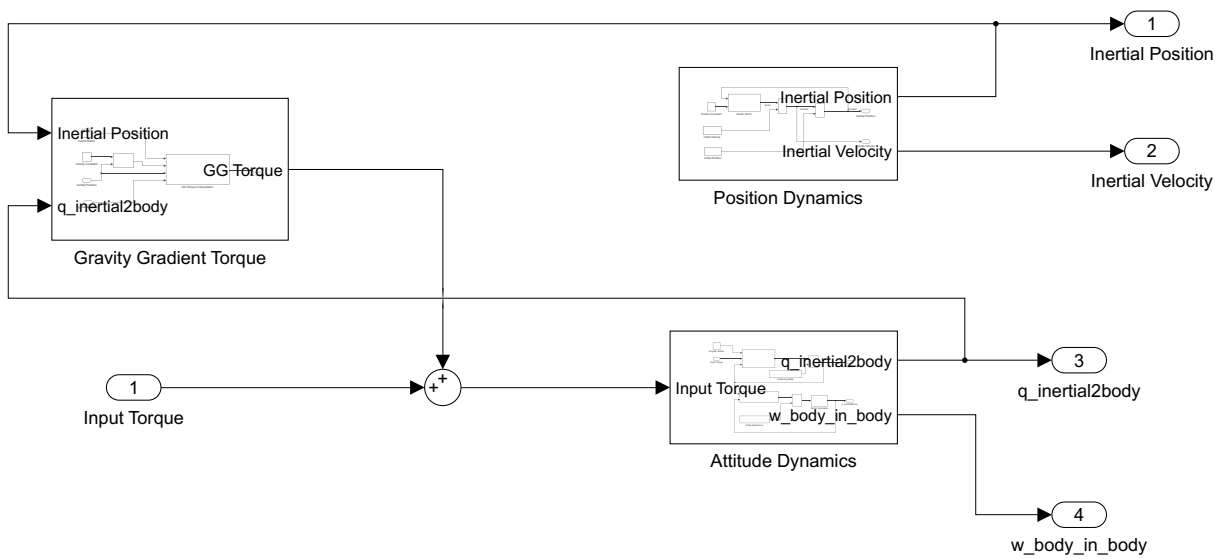 1
Inertial Position
Inertial Position
Inertial Velocity
Position Dynamics
2
Inertial Velocity
Inertial Position
GG Torque
q_inertial2body
Gravity Gradient Torque
1
Input Torque
+
+
Input Torque
q_inertial2body
w_body_in_body
Attitude Dynamics
3
q_inertial2body
4
w_body_in_body